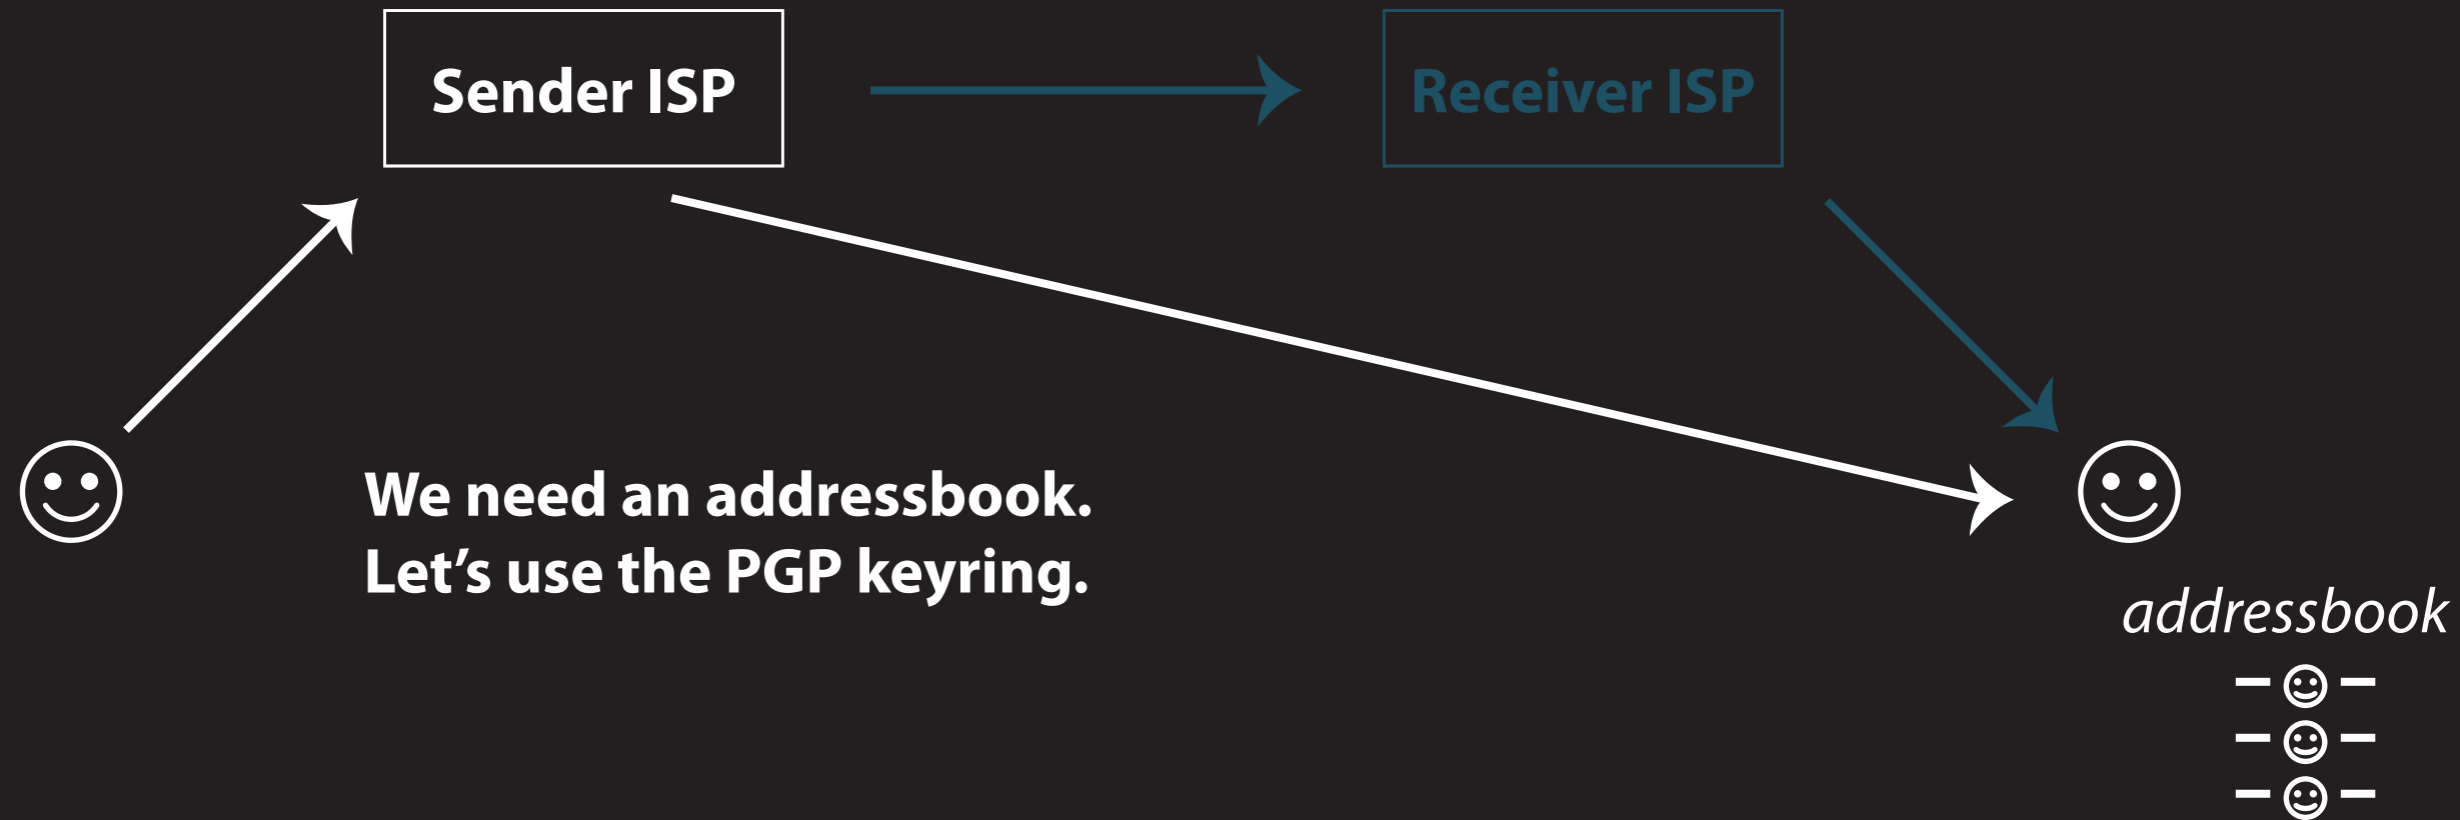 Sender ISP
Receiver ISP
We need an addressbook.
Let's use the PGP keyring.
addressbook